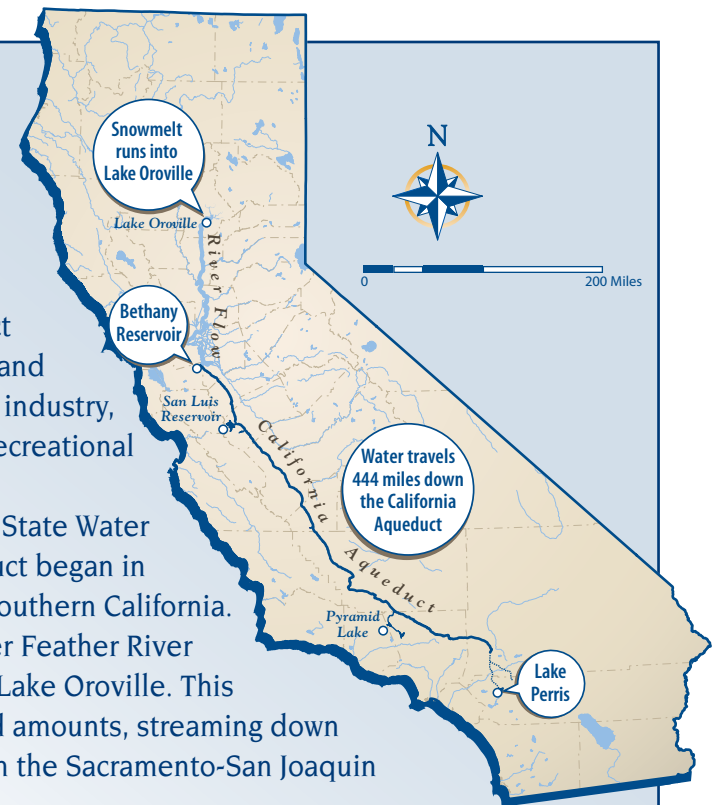 Snowmelt
runs into
Lake Oroville
N
Lake Oroville
River Flow
0
200 Miles
Bethany
Reservoir
San Luis
Reservoir
California
Aqueduct
Water travels
444 miles down
the California
Aqueduct
Pyramid
Lake
Lake
Perris
and
industry,
ecreational
State Water
uct began in
outhern California.
er Feather River
Lake Oroville. This
d amounts, streaming down
n the Sacramento-San Joaquin